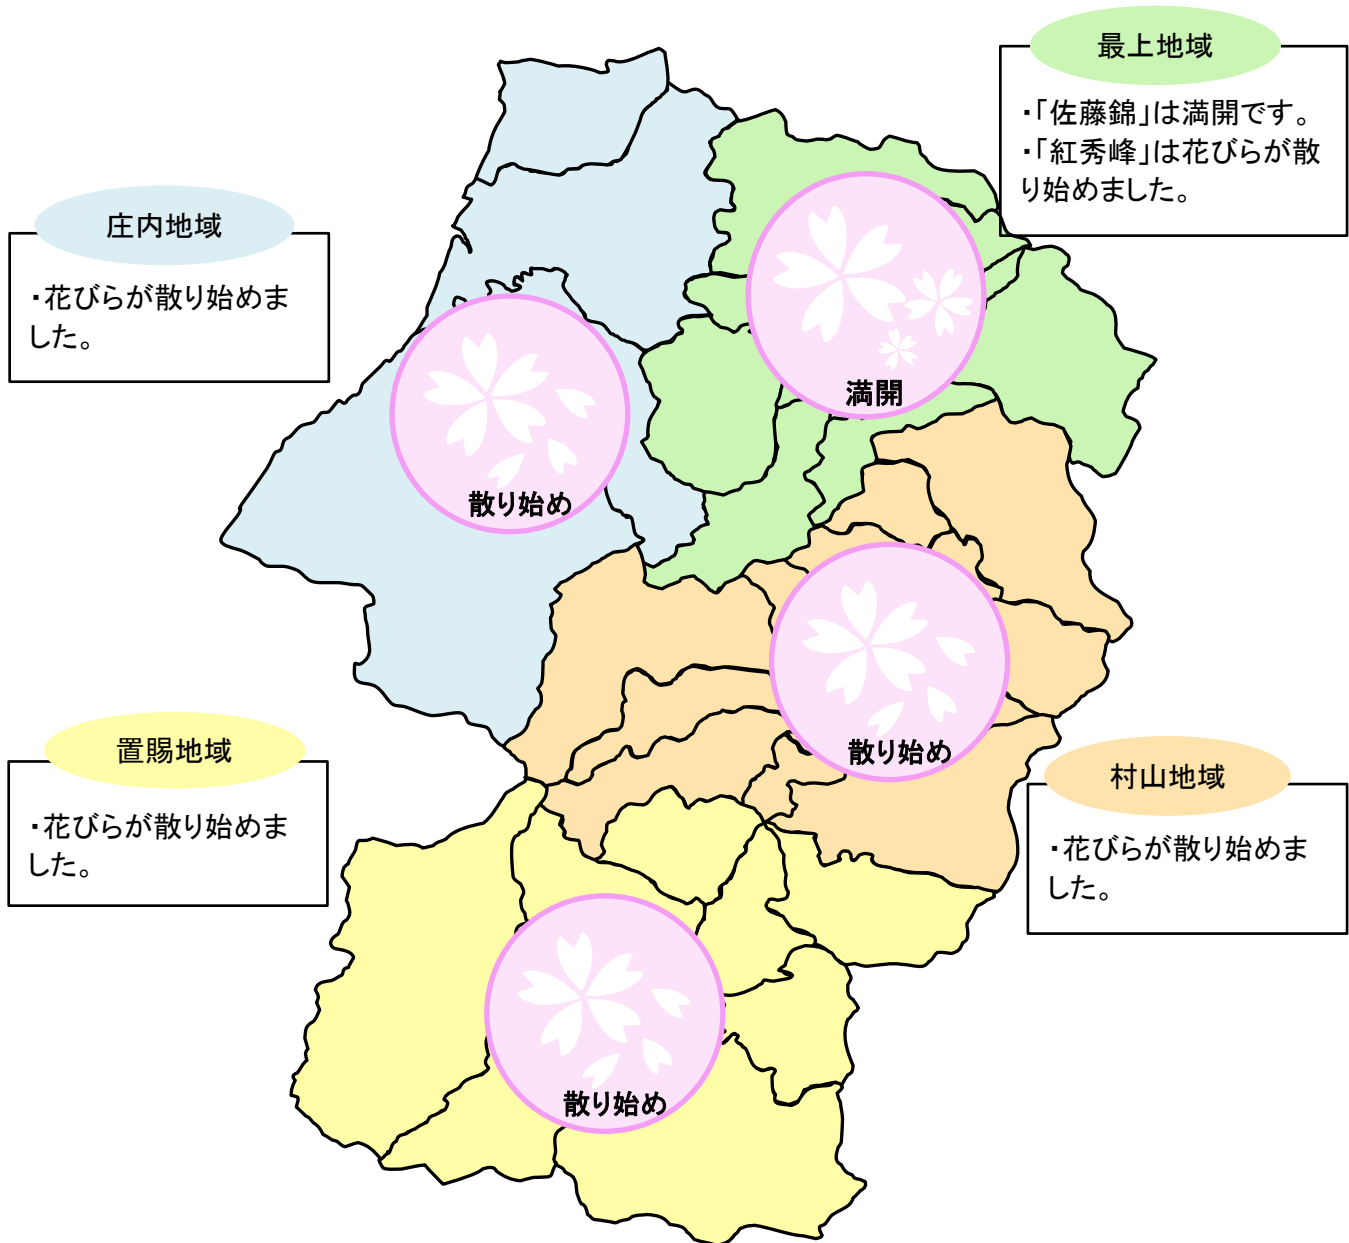 最上地域
・「佐藤錦」は満開です。
・「紅秀峰」は花びらが散
り始めました。
庄内地域
・花びらが散り始めま
した。
満開
散り始め
散り始め
置賜地域
・花びらが散り始めま
した。
村山地域
・花びらが散り始めま
した。
散り始め